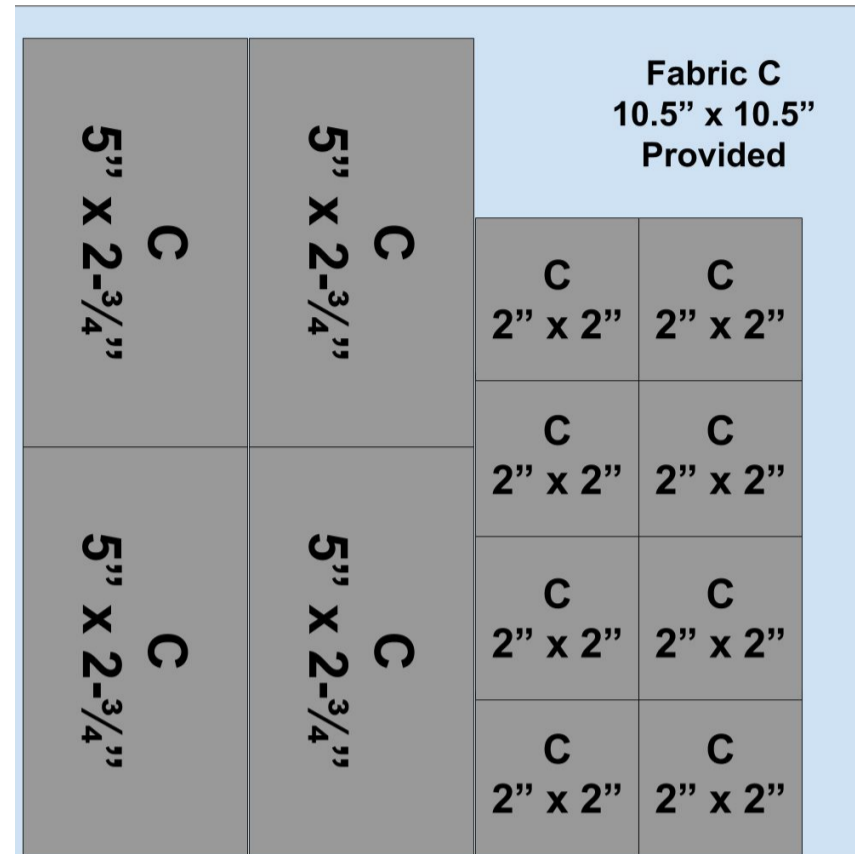 Fabric C
10.5” x 10.5”
Provided
C
5” x 2-¾”
C
5” x 2-¾”
C
5” x 2-¾”
C
5” x 2-¾”
C
2” x 2”
C
2” x 2”
C
2” x 2”
C
2” x 2”
C
2” x 2”
C
2” x 2”
C
2” x 2”
C
2” x 2”